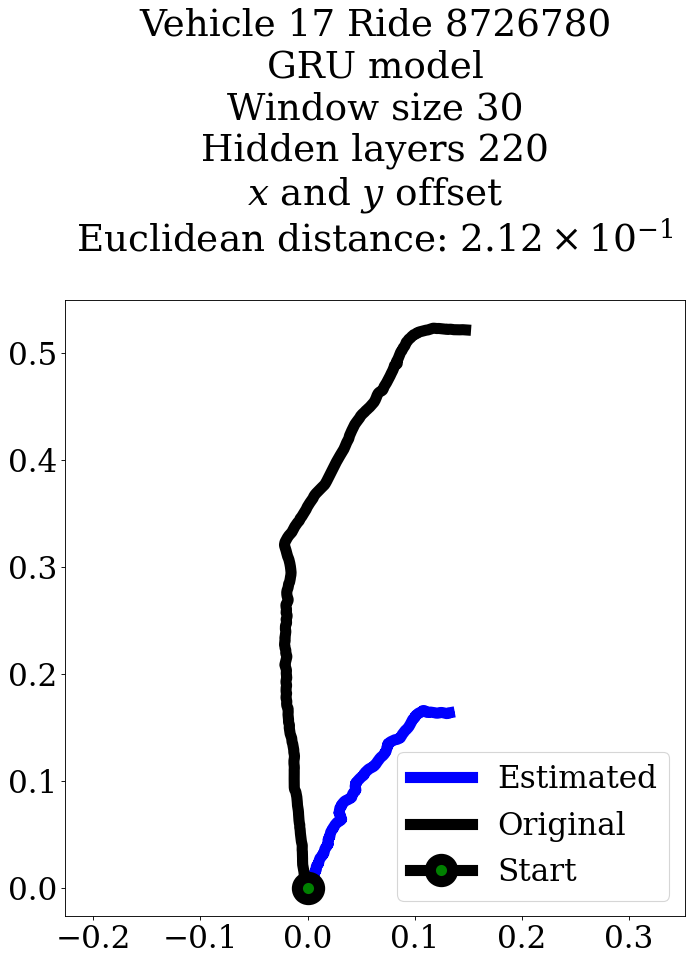 Vehicle 17 Ride 8726780
GRU model
Window size 30
Hidden layers 220
x and y offset
Euclidean distance: 2.12 × 10⁻¹
0.5
0.4
0.3
0.2
0.1
0.0
−0.2 −0.1 0.0 0.1 0.2 0.3
Estimated
Original
Start